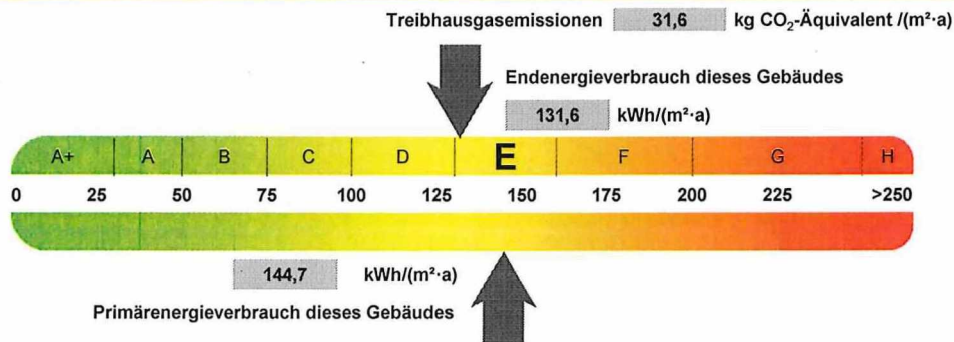 Treibhausgasemissionen 31,6 kg CO₂-Äquivalent /(m²·a)
Endenergieverbrauch dieses Gebäudes
131,6 kWh/(m²·a)
A+ A B C D E F G H
0 25 50 75 100 125 150 175 200 225 >250
144,7 kWh/(m²·a)
Primärenergieverbrauch dieses Gebäudes